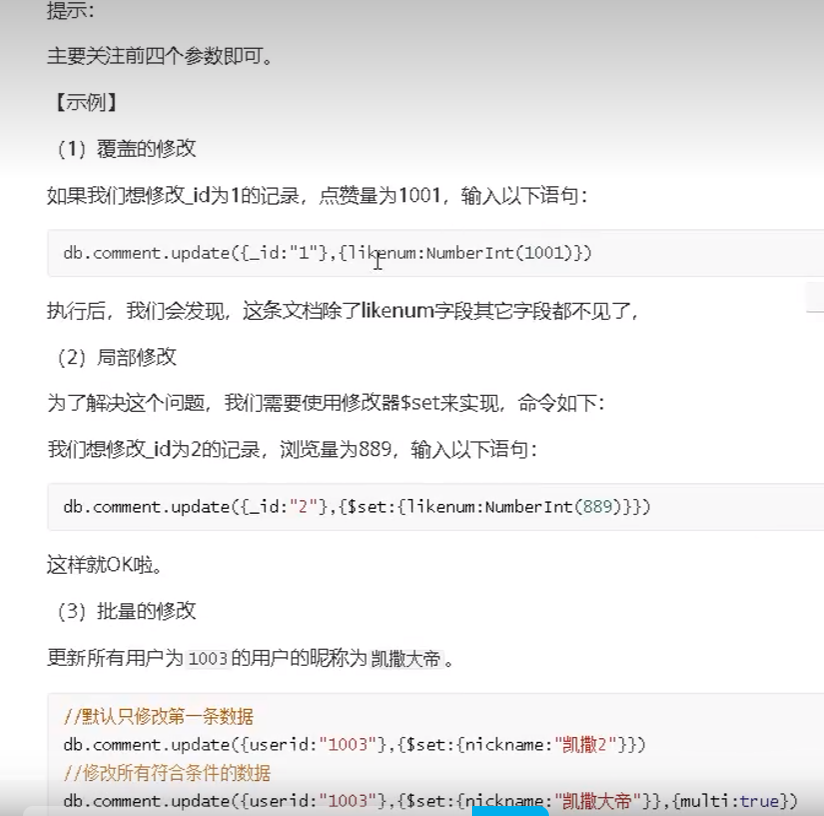 提示：
主要关注前四个参数即可。
【示例】
（1）覆盖的修改
如果我们想修改_id为1的记录，点赞量为1001，输入以下语句：
db.comment.update({_id:"1"},{likenum:NumberInt(1001)})
执行后，我们会发现，这条文档除了likenum字段其它字段都不见了，
（2）局部修改
为了解决这个问题，我们需要使用修改器$set来实现，命令如下：
我们想修改_id为2的记录，浏览量为889，输入以下语句：
db.comment.update({_id:"2"},{$set:{likenum:NumberInt(889)}})
这样就OK啦。
（3）批量的修改
更新所有用户为 1003 的用户的昵称为 凯撒大帝 。
//默认只修改第一条数据
db.comment.update({userid:"1003"},{$set:{nickname:"凯撒2"}})
//修改所有符合条件的数据
db.comment.update({userid:"1003"},{$set:{nickname:"凯撒大帝"}},{multi:true})